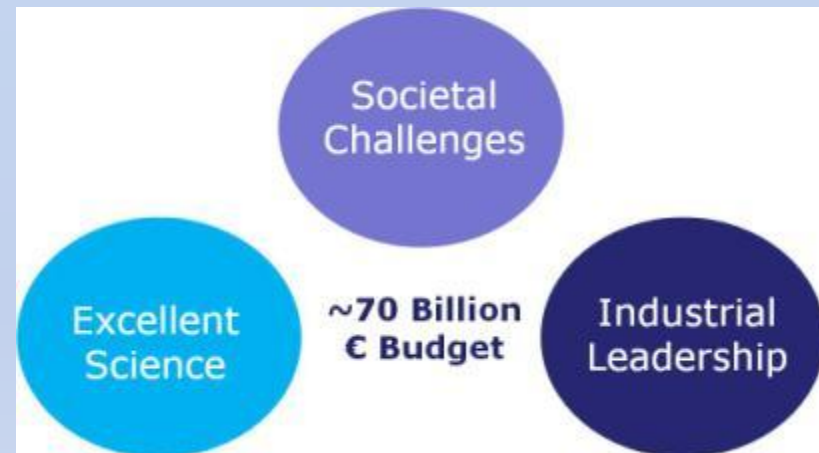 Societal
Challenges
Excellent
Science
~70 Billion
€ Budget
Industrial
Leadership